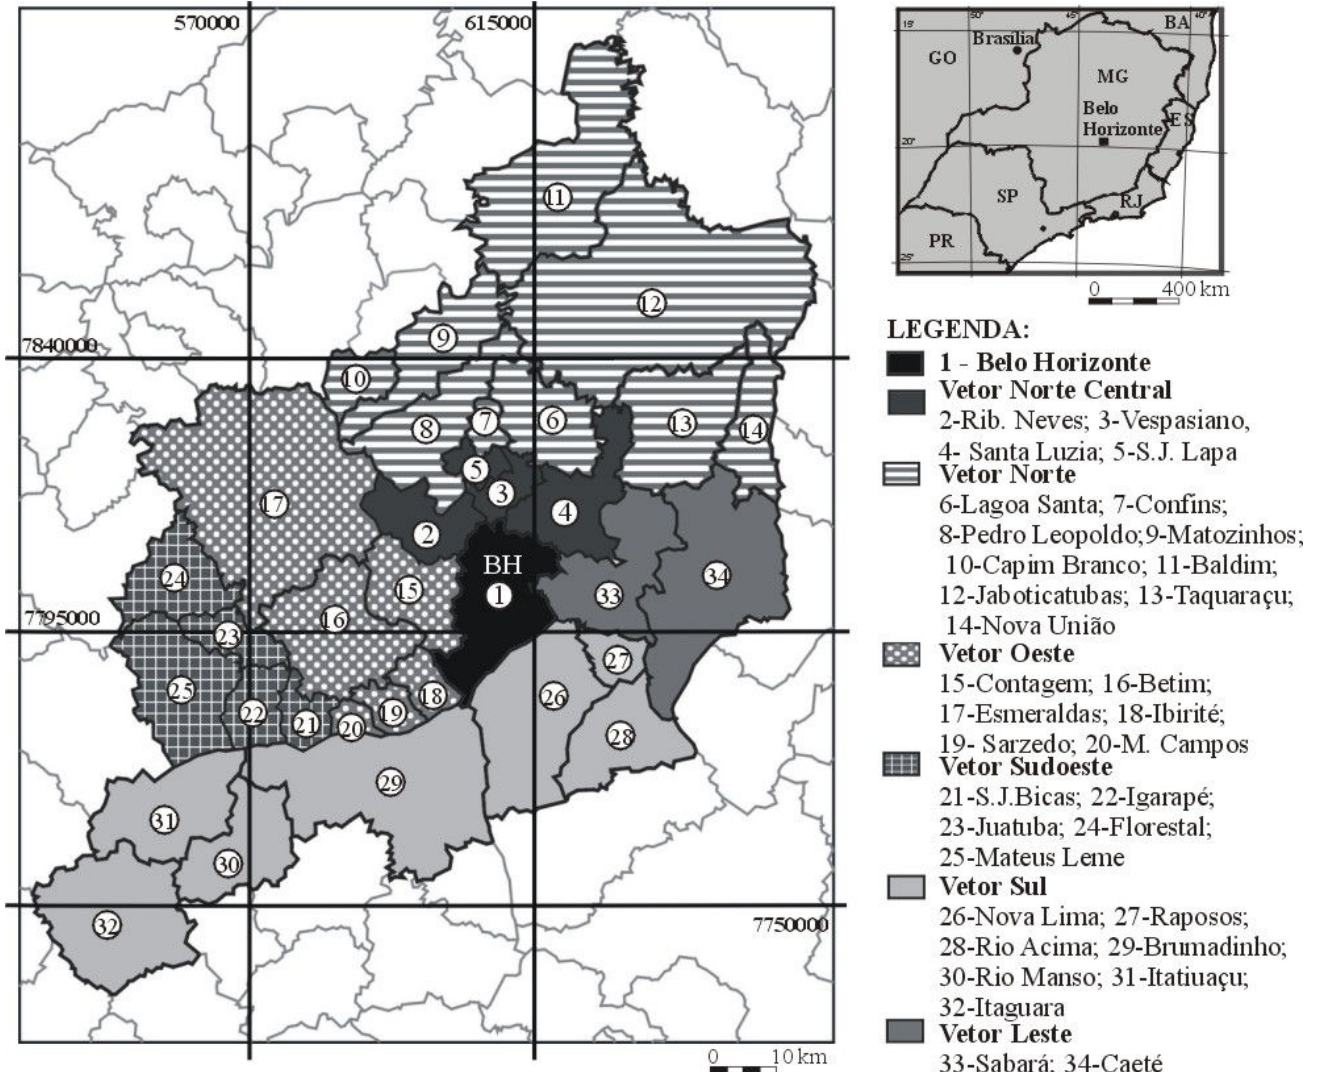 570000
615000
7840000
7795000
7750000
11
12
9
10
8
7
6
13
14
5
3
4
2
17
BH
1
15
16
33
34
24
23
25
22
21
20
19
18
26
27
28
29
31
30
32
0 10 km
15°
50°
45°
40°
BA
Brasília
GO
MG
Belo
Horizonte
ES
20°
SP
RJ
PR
25°
0 400 km
LEGENDA:
1 - Belo Horizonte
Vetor Norte Central
2-Rib. Neves; 3-Vespasiano,
4- Santa Luzia; 5-S.J. Lapa
Vetor Norte
6-Lagoa Santa; 7-Confins;
8-Pedro Leopoldo;9-Matozinhos;
10-Capim Branco; 11-Baldim;
12-Jaboticatubas; 13-Taquaraçu;
14-Nova União
Vetor Oeste
15-Contagem; 16-Betim;
17-Esmeraldas; 18-Ibirité;
19- Sarzedo; 20-M. Campos
Vetor Sudoeste
21-S.J.Bicas; 22-Igarapé;
23-Juatuba; 24-Florestal;
25-Mateus Leme
Vetor Sul
26-Nova Lima; 27-Raposos;
28-Rio Acima; 29-Brumadinho;
30-Rio Manso; 31-Itatiuaçu;
32-Itaguara
Vetor Leste
33-Sabará; 34-Caeté